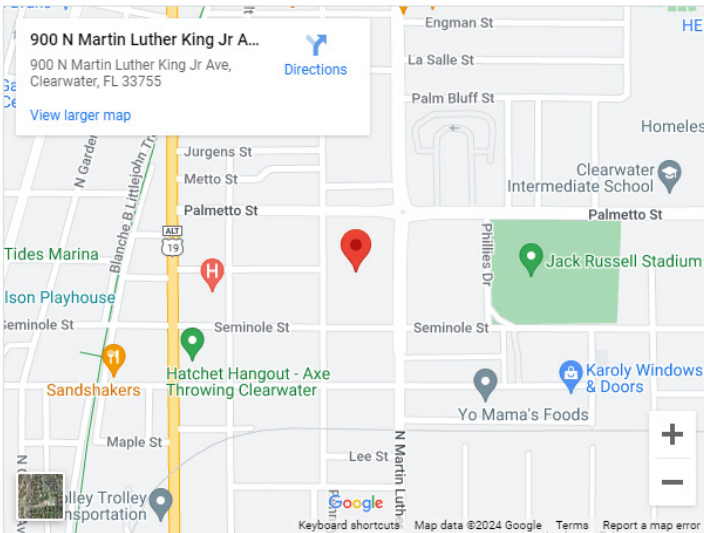 900 N Martin Luther King Jr A...
900 N Martin Luther King Jr Ave,
Clearwater, FL 33755
Directions
View larger map
Engman St
HE
La Salle St
Palm Bluff St
Homeles
N Garden
Blanche B Littlejohn Tr
Jurgens St
Metto St
Clearwater
Intermediate School
Palmetto St
Palmetto St
ALT
19
Tides Marina
H
Phillies Dr
Jack Russell Stadium
lson Playhouse
Seminole St
Seminole St
Seminole St
Hatchet Hangout - Axe
Throwing Clearwater
Sandshakers
Karoly Windows
& Doors
Yo Mama's Foods
Maple St
Lee St
N Martin Luthe
olley Trolley
nsportation
Google
Keyboard shortcuts
Map data ©2024 Google
Terms
Report a map error